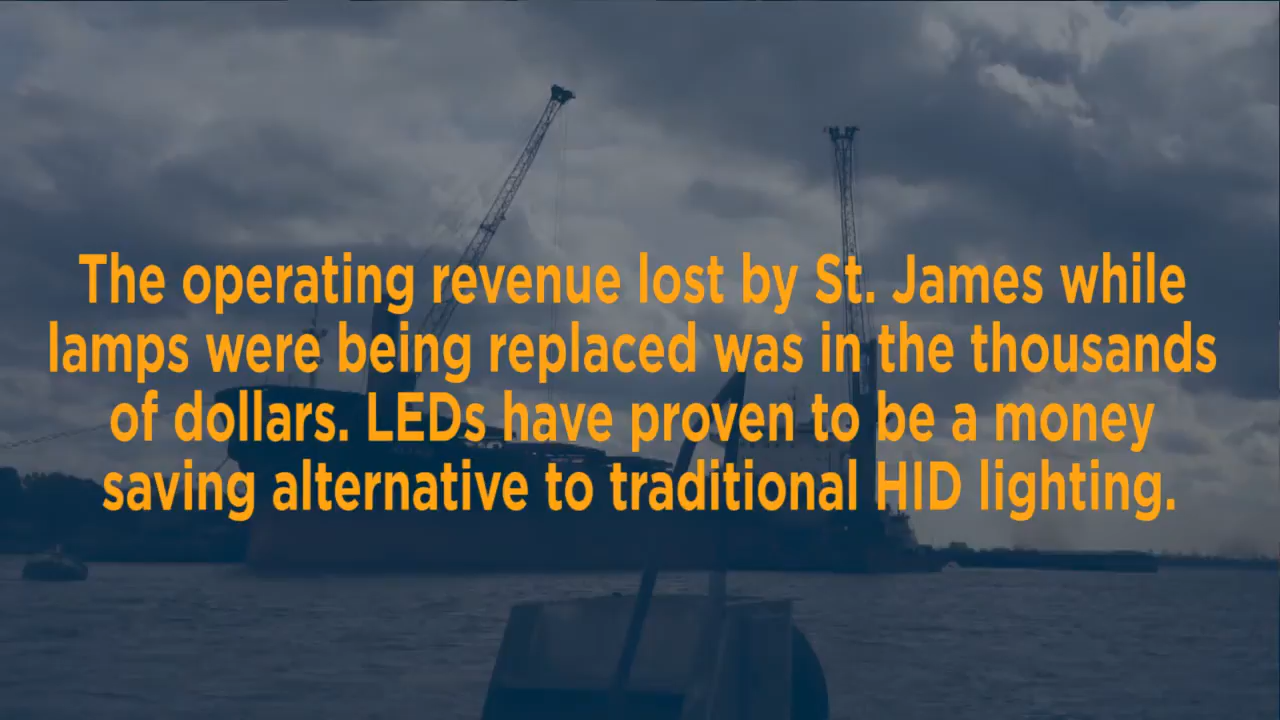 The operating revenue lost by St. James while
lamps were being replaced was in the thousands
of dollars. LEDs have proven to be a money
saving alternative to traditional HID lighting.